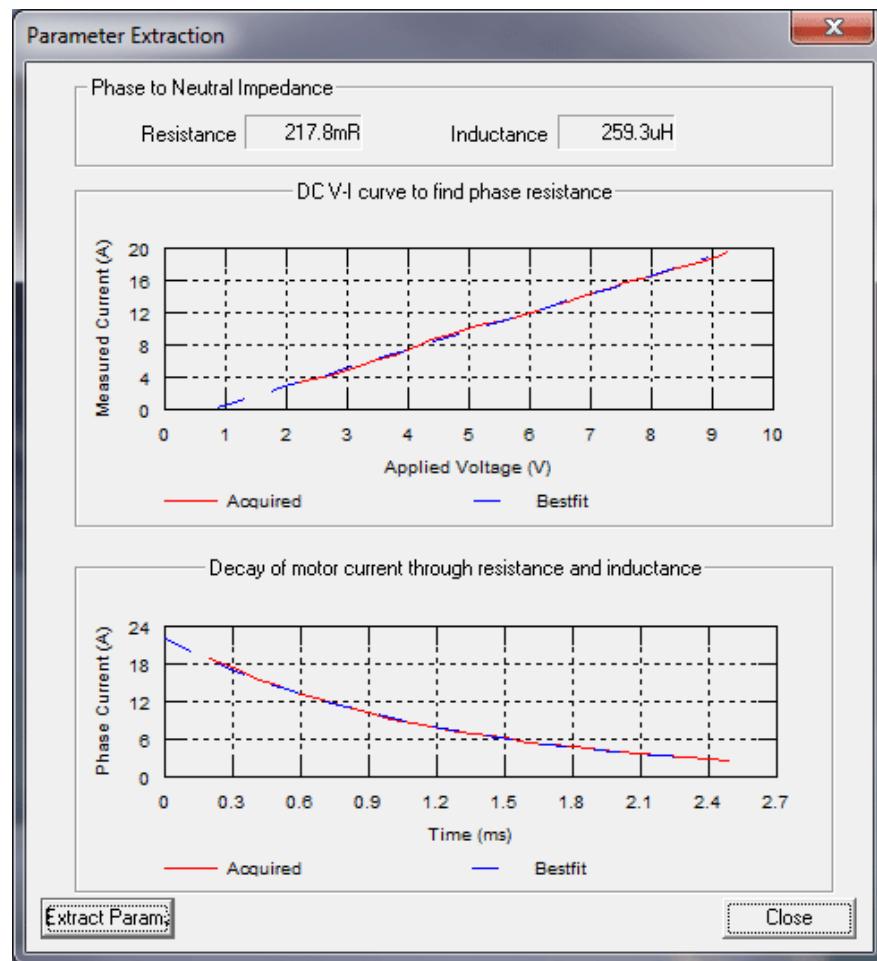 Parameter Extraction
Phase to Neutral Impedance
Resistance 217.8mR Inductance 259.3uH
DC V-I curve to find phase resistance
Measured Current (A)
20
16
12
8
4
0
0 1 2 3 4 5 6 7 8 9 10
Applied Voltage (V)
Acquired Bestfit
Decay of motor current through resistance and inductance
Phase Current (A)
24
18
12
6
0
0 0.3 0.6 0.9 1.2 1.5 1.8 2.1 2.4 2.7
Time (ms)
Acquired Bestfit
Extract Params Close